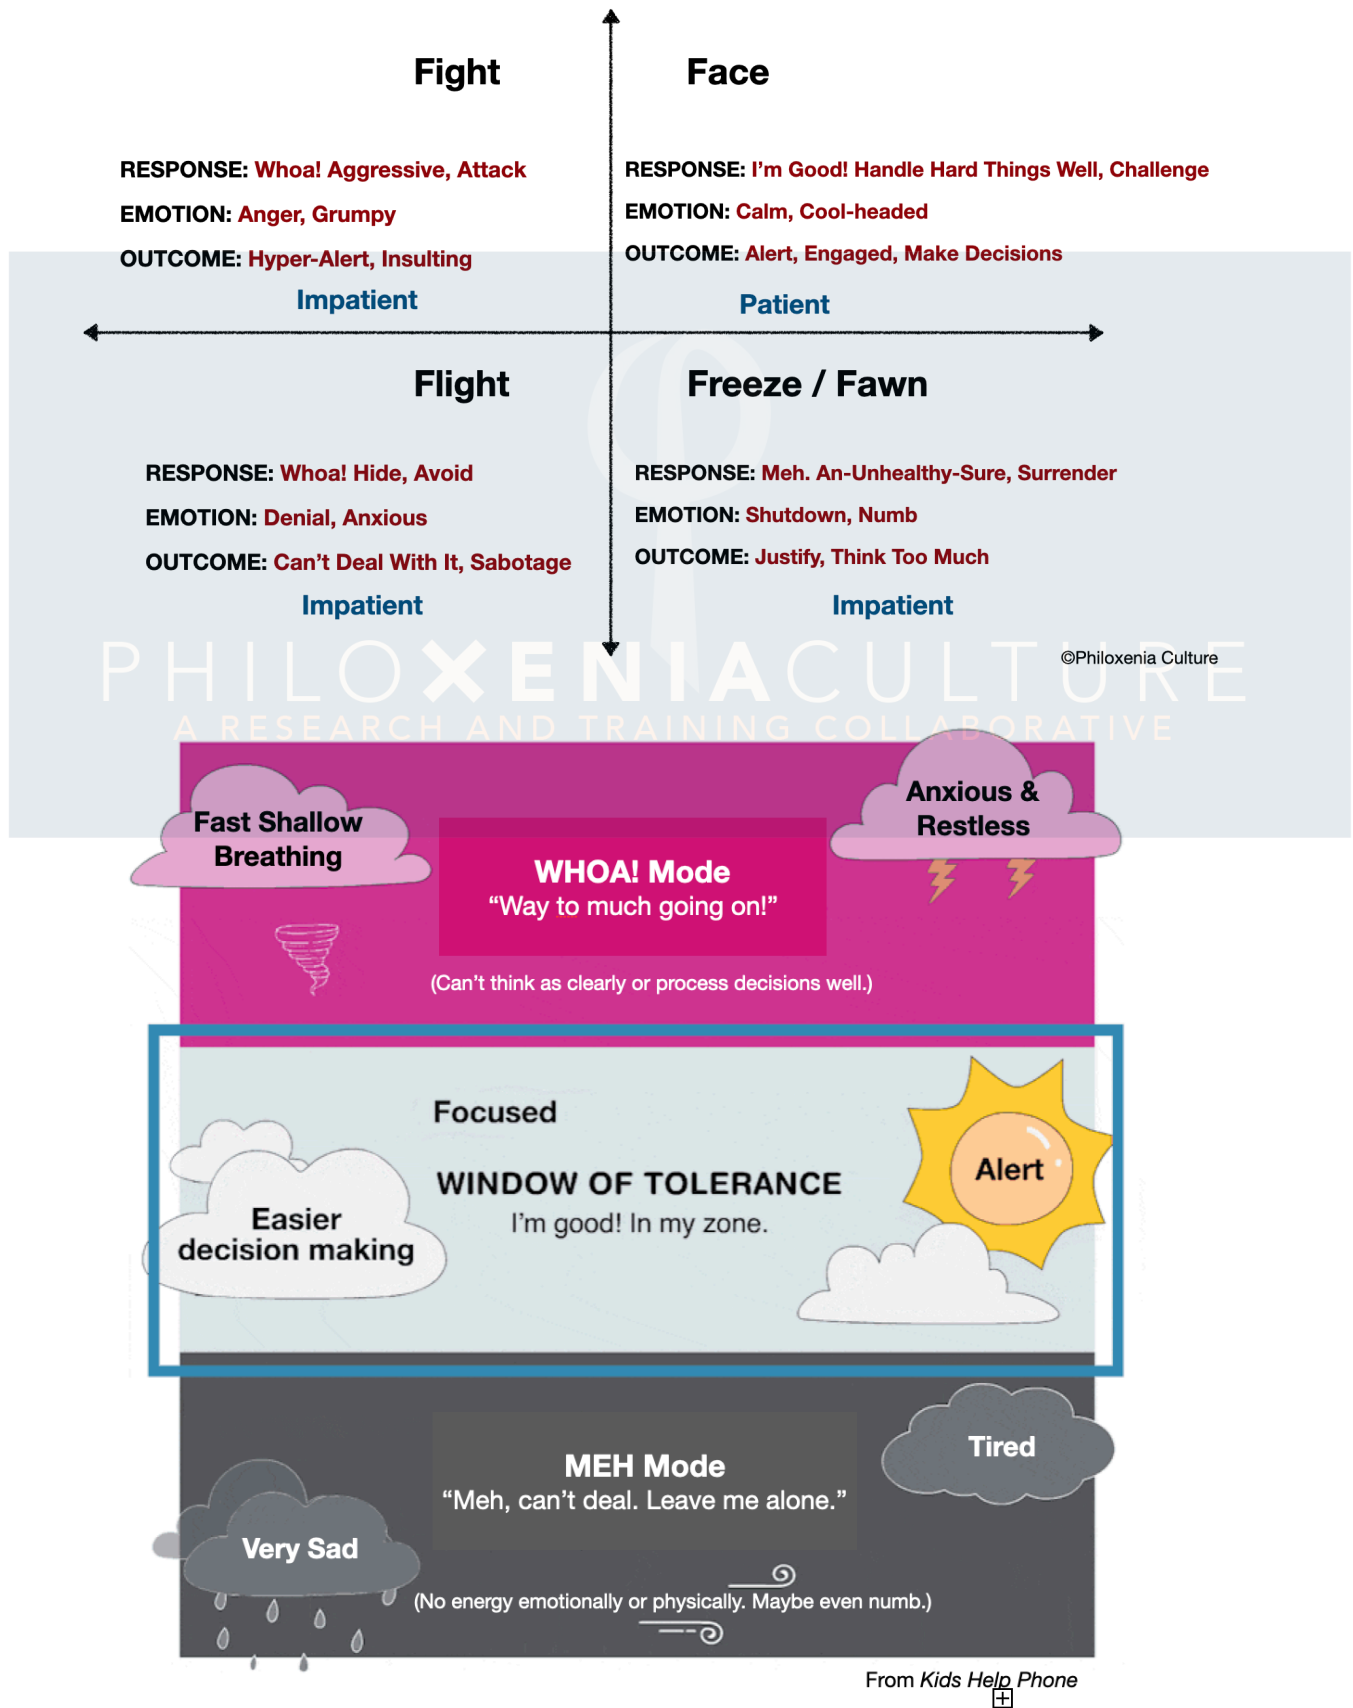 Fight
Face
RESPONSE: Whoa! Aggressive, Attack
EMOTION: Anger, Grumpy
OUTCOME: Hyper-Alert, Insulting
Impatient
RESPONSE: I’m Good! Handle Hard Things Well, Challenge
EMOTION: Calm, Cool-headed
OUTCOME: Alert, Engaged, Make Decisions
Patient
Flight
Freeze / Fawn
RESPONSE: Whoa! Hide, Avoid
EMOTION: Denial, Anxious
OUTCOME: Can’t Deal With It, Sabotage
Impatient
RESPONSE: Meh. An-Unhealthy-Sure, Surrender
EMOTION: Shutdown, Numb
OUTCOME: Justify, Think Too Much
Impatient
©Philoxenia Culture
PHILOXENIACULTURE
A RESEARCH AND TRAINING COLLABORATIVE
Fast Shallow
Breathing
Anxious &
Restless
WHOA! Mode
“Way to much going on!”
(Can’t think as clearly or process decisions well.)
Focused
WINDOW OF TOLERANCE
I’m good! In my zone.
Easier
decision making
Alert
MEH Mode
“Meh, can’t deal. Leave me alone.”
Tired
Very Sad
(No energy emotionally or physically. Maybe even numb.)
From Kids Help Phone